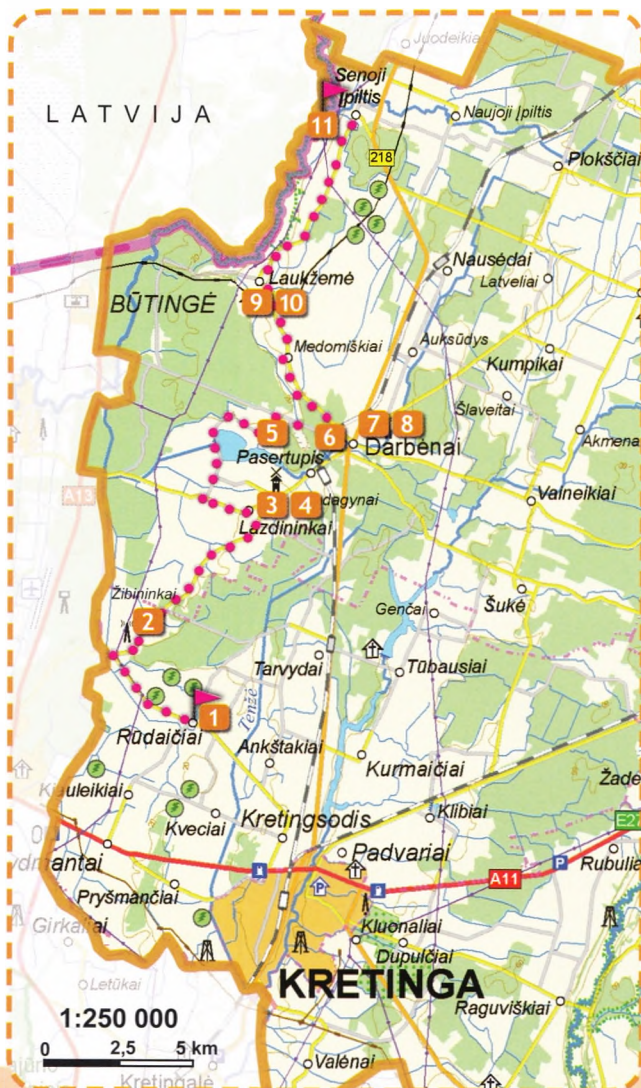 Juodeikiai
LATVIJA
Senoji
Įpiltis
11
Naujoji Įpiltis
218
Plokščiai
Nausėdai
Laukžemė
Latveliai
BŪTINGĖ
9 10
Medomiškiai
Auksūdys
Kumpikai
Šlaveitai
5
6
7 8
Darbėnai
Akmena
Pasertupis
A13
3 4
dagynai
Vaineikiai
Lazdininkai
Žibininkai
2
Genčai
Šukė
Tarvydai
Tūbausiai
Tenžė
1
Rūdaičiai
Ankštakiai
Kurmaičiai
Žade
Kveciai
Kretingsodis
Klibiai
E27
mantai
Padvariai
Rubulia
P
A11
P
Pryšmančiai
Girkaliai
Kluonaliai
Dupulčiai
Letūkai
KRETINGA
Raguviškiai
1:250 000
0 2,5 5 km
Valėnai
Kretingalė